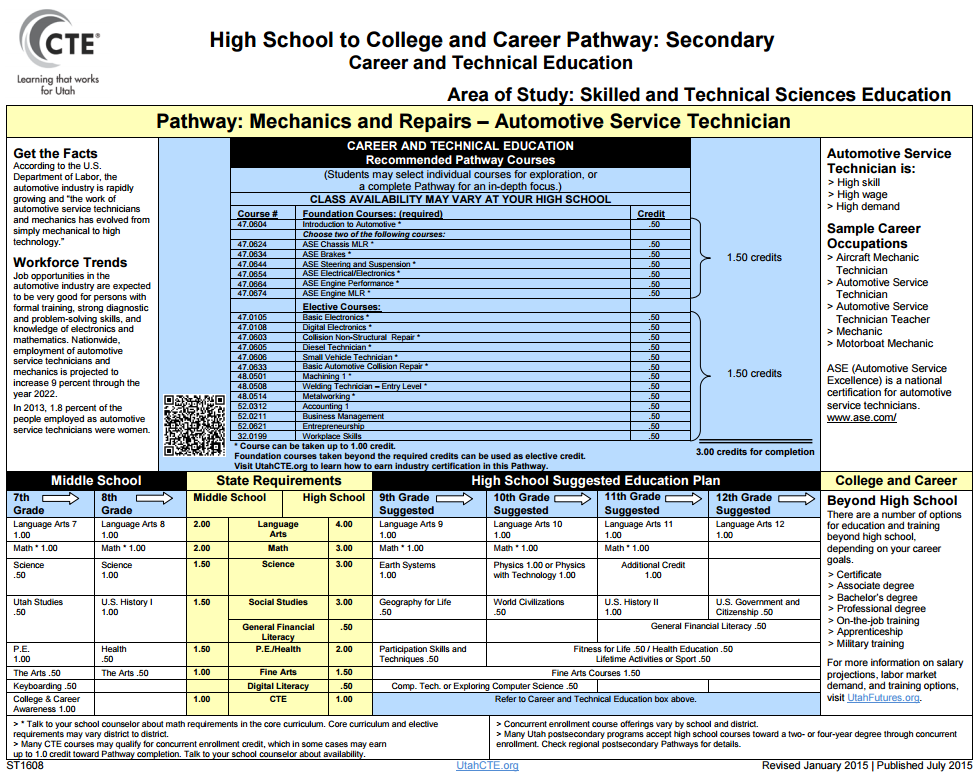 CTE®
Learning that works
for Utah
High School to College and Career Pathway: Secondary
Career and Technical Education
Area of Study: Skilled and Technical Sciences Education
Pathway: Mechanics and Repairs – Automotive Service Technician
Get the Facts
According to the U.S.
Department of Labor, the
automotive industry is rapidly
growing and “the work of
automotive service technicians
and mechanics has evolved from
simply mechanical to high
technology.”
Workforce Trends
Job opportunities in the
automotive industry are expected
to be very good for persons with
formal training, strong diagnostic
and problem-solving skills, and
knowledge of electronics and
mathematics. Nationwide,
employment of automotive
service technicians and
mechanics is projected to
increase 9 percent through the
year 2022.
In 2013, 1.8 percent of the
people employed as automotive
service technicians were women.
CAREER AND TECHNICAL EDUCATION
Recommended Pathway Courses
(Students may select individual courses for exploration, or
a complete Pathway for an in-depth focus.)
CLASS AVAILABILITY MAY VARY AT YOUR HIGH SCHOOL
Course # Foundation Courses: (required) Credit
47.0604 Introduction to Automotive * .50
Choose two of the following courses:
47.0624 ASE Chassis MLR * .50
47.0634 ASE Brakes * .50
47.0644 ASE Steering and Suspension * .50
47.0654 ASE Electrical/Electronics * .50
47.0664 ASE Engine Performance * .50
47.0674 ASE Engine MLR * .50
1.50 credits
Elective Courses:
47.0105 Basic Electronics * .50
47.0108 Digital Electronics * .50
47.0603 Collision Non-Structural Repair * .50
47.0605 Diesel Technician * .50
47.0606 Small Vehicle Technician * .50
47.0633 Basic Automotive Collision Repair * .50
48.0501 Machining 1 * .50
48.0508 Welding Technician – Entry Level * .50
48.0514 Metalworking * .50
52.0312 Accounting 1 .50
52.0211 Business Management .50
52.0621 Entrepreneurship .50
32.0199 Workplace Skills .50
1.50 credits
* Course can be taken up to 1.00 credit.
Foundation courses taken beyond the required credits can be used as elective credit.
Visit UtahCTE.org to learn how to earn industry certification in this Pathway.
3.00 credits for completion
Automotive Service
Technician is:
> High skill
> High wage
> High demand
Sample Career
Occupations
> Aircraft Mechanic
Technician
> Automotive Service
Technician
> Automotive Service
Technician Teacher
> Mechanic
> Motorboat Mechanic
ASE (Automotive Service
Excellence) is a national
certification for automotive
service technicians.
www.ase.com/
Middle School State Requirements High School Suggested Education Plan College and Career
7th Grade 8th Grade Middle School High School 9th Grade Suggested 10th Grade Suggested 11th Grade Suggested 12th Grade Suggested
Language Arts 7 1.00 Language Arts 8 1.00 2.00 Language Arts 4.00 Language Arts 9 1.00 Language Arts 10 1.00 Language Arts 11 1.00 Language Arts 12 1.00
Math * 1.00 Math * 1.00 2.00 Math 3.00 Math * 1.00 Math * 1.00 Math * 1.00
Science .50 Science 1.00 1.50 Science 3.00 Earth Systems 1.00 Physics 1.00 or Physics with Technology 1.00 Additional Credit 1.00
Utah Studies .50 U.S. History I 1.00 1.50 Social Studies 3.00 Geography for Life .50 World Civilizations .50 U.S. History II 1.00 U.S. Government and Citizenship .50
General Financial Literacy .50 General Financial Literacy .50
P.E. 1.00 Health .50 1.50 P.E./Health 2.00 Participation Skills and Techniques .50 Fitness for Life .50 / Health Education .50
Lifetime Activities or Sport .50
The Arts .50 The Arts .50 1.00 Fine Arts 1.50 Fine Arts Courses 1.50
Keyboarding .50 Digital Literacy .50 Comp. Tech. or Exploring Computer Science .50
College & Career Awareness 1.00 1.00 CTE 1.00 Refer to Career and Technical Education box above.
Beyond High School
There are a number of options
for education and training
beyond high school,
depending on your career
goals.
> Certificate
> Associate degree
> Bachelor’s degree
> Professional degree
> On-the-job training
> Apprenticeship
> Military training
For more information on salary
projections, labor market
demand, and training options,
visit UtahFutures.org.
> * Talk to your school counselor about math requirements in the core curriculum. Core curriculum and elective
requirements may vary district to district.
> Many CTE courses may qualify for concurrent enrollment credit, which in some cases may earn
up to 1.0 credit toward Pathway completion. Talk to your school counselor about availability.
> Concurrent enrollment course offerings vary by school and district.
> Many Utah postsecondary programs accept high school courses toward a two- or four-year degree through concurrent
enrollment. Check regional postsecondary Pathways for details.
ST1608 UtahCTE.org Revised January 2015 | Published July 2015